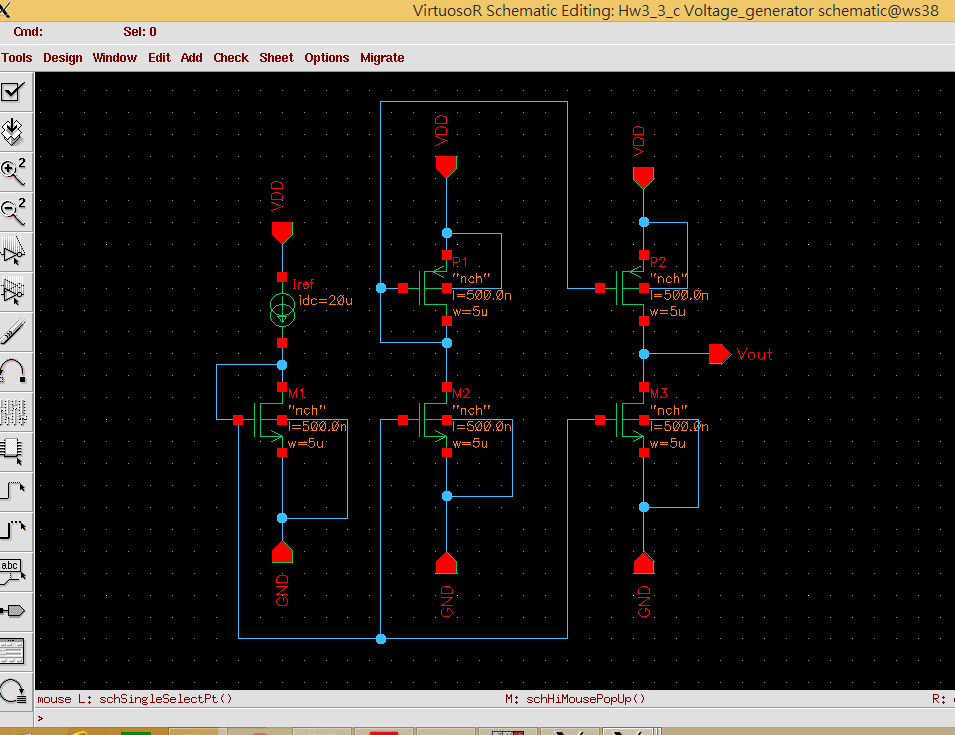 VirtuosoR Schematic Editing: Hw3_3_c Voltage_generator schematic@ws38
Cmd: Sel: 0
Tools Design Window Edit Add Check Sheet Options Migrate
2
2
abc
VDD
VDD
VDD
Iref
idc=20u
P1
"nch"
l=500.0n
w=5u
P2
"nch"
l=500.0n
w=5u
Vout
M1
"nch"
l=500.0n
w=5u
M2
"nch"
l=500.0n
w=5u
M3
"nch"
l=500.0n
w=5u
GND
GND
GND
mouse L: schSingleSelectPt() M: schHiMousePopUp() R:
>